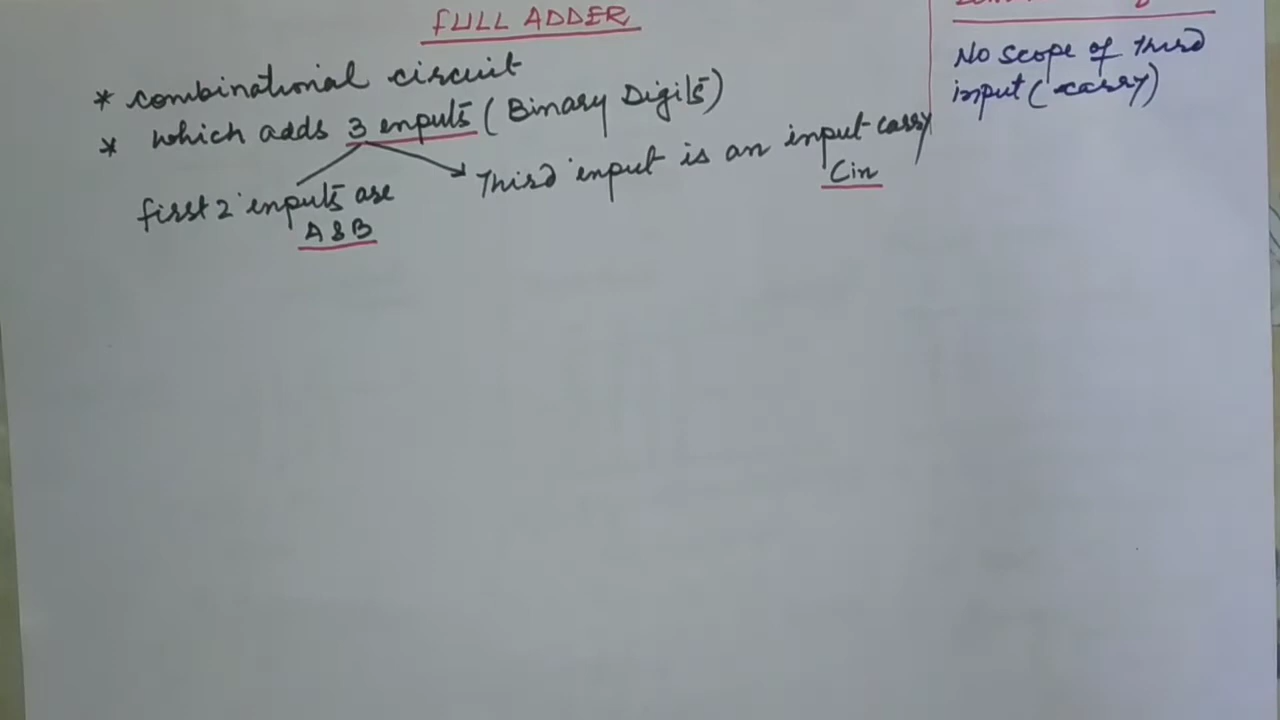 FULL ADDER
* combinational circuit
* which adds 3 inputs (Binary Digits)
first 2 inputs are
A & B
Third input is an input carry
Cin
No scope of third
input (carry)